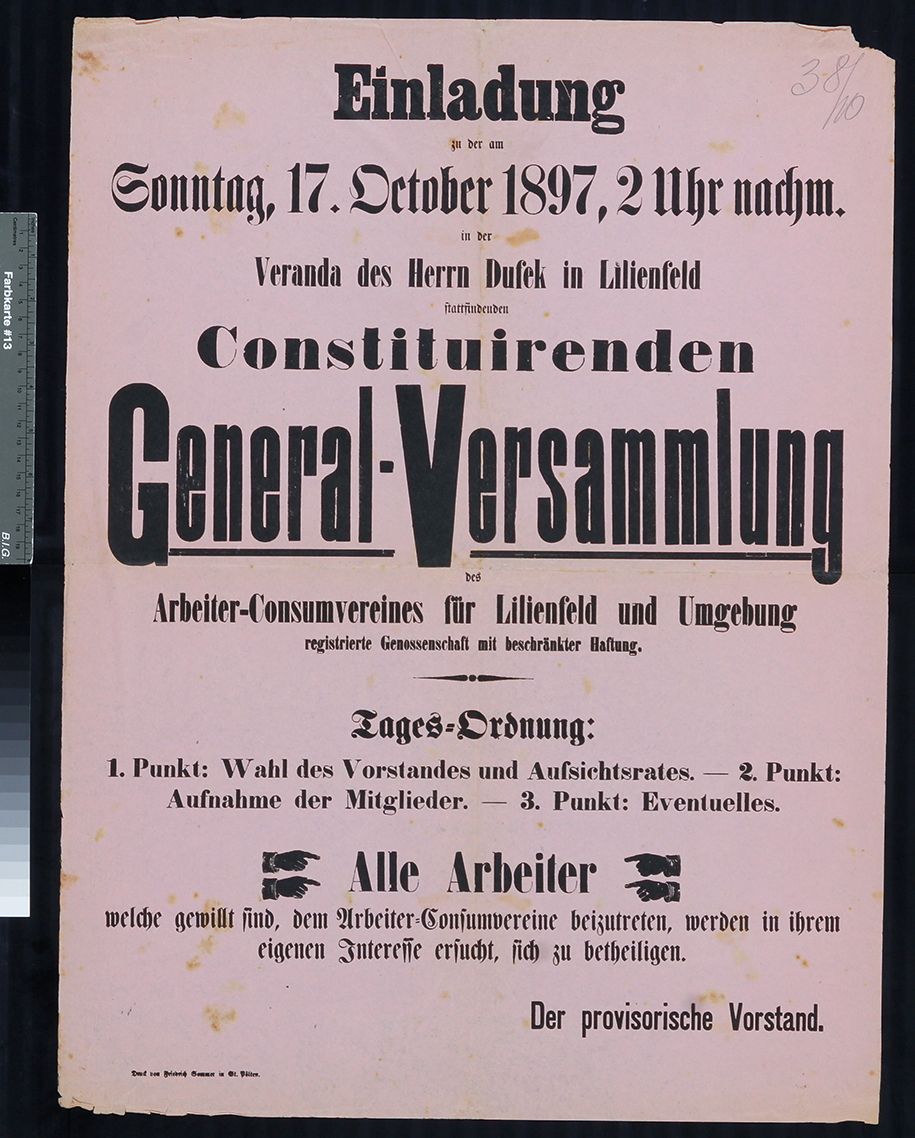 Einladung
38/10
zu der am
Sonntag, 17. October 1897, 2 Uhr nachm.
in der
Veranda des Herrn Dusek in Lilienfeld
stattfindenden
Constituirenden
General-Versammlung
des
Arbeiter-Consumvereines für Lilienfeld und Umgebung
registrierte Genossenschaft mit beschränkter Haftung.
Tages-Ordnung:
1. Punkt: Wahl des Vorstandes und Aufsichtsrates. — 2. Punkt:
Aufnahme der Mitglieder. — 3. Punkt: Eventuelles.
Alle Arbeiter
welche gewillt sind, dem Arbeiter-Consumvereine beizutreten, werden in ihrem
eigenen Interesse ersucht, sich zu betheiligen.
Der provisorische Vorstand.
Druck von Friedrich Sommer in St. Pölten.
Farbkarte #13
B.I.G.